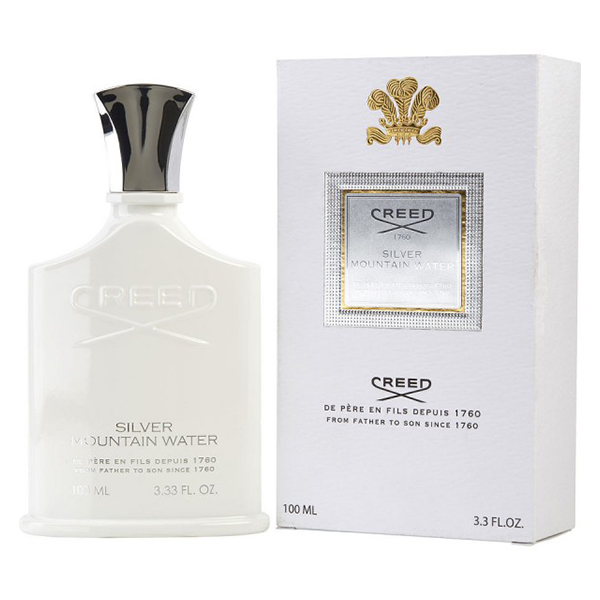 CREED
SILVER
MOUNTAIN WATER
DE PÈRE EN FILS DEPUIS 1760
FROM FATHER TO SON SINCE 1760
100 ML 3.33 FL. OZ.
CREED
1760
SILVER
MOUNTAIN WATER
CREED
DE PÈRE EN FILS DEPUIS 1760
FROM FATHER TO SON SINCE 1760
100 ML 3.3 FL.OZ.